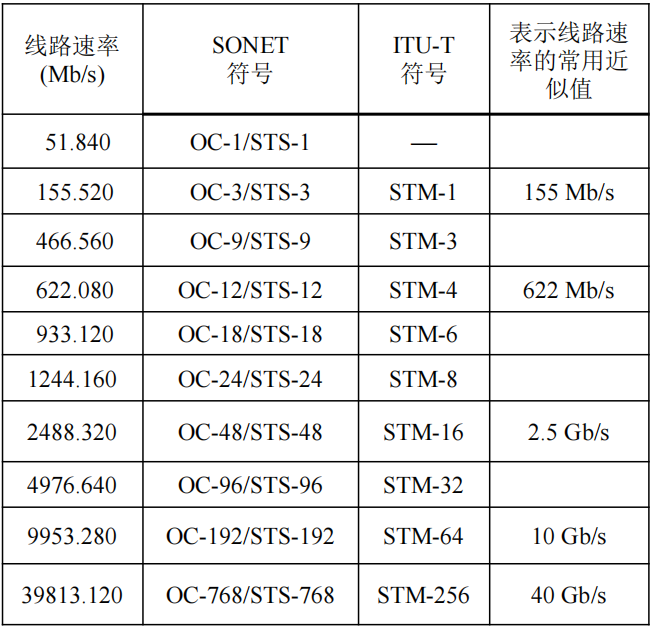 线路速率
(Mb/s)
SONET
符号
ITU-T
符号
表示线路速
率的常用近
似值
51.840
OC-1/STS-1
—
155.520
OC-3/STS-3
STM-1
155 Mb/s
466.560
OC-9/STS-9
STM-3
622.080
OC-12/STS-12
STM-4
622 Mb/s
933.120
OC-18/STS-18
STM-6
1244.160
OC-24/STS-24
STM-8
2488.320
OC-48/STS-48
STM-16
2.5 Gb/s
4976.640
OC-96/STS-96
STM-32
9953.280
OC-192/STS-192
STM-64
10 Gb/s
39813.120
OC-768/STS-768
STM-256
40 Gb/s